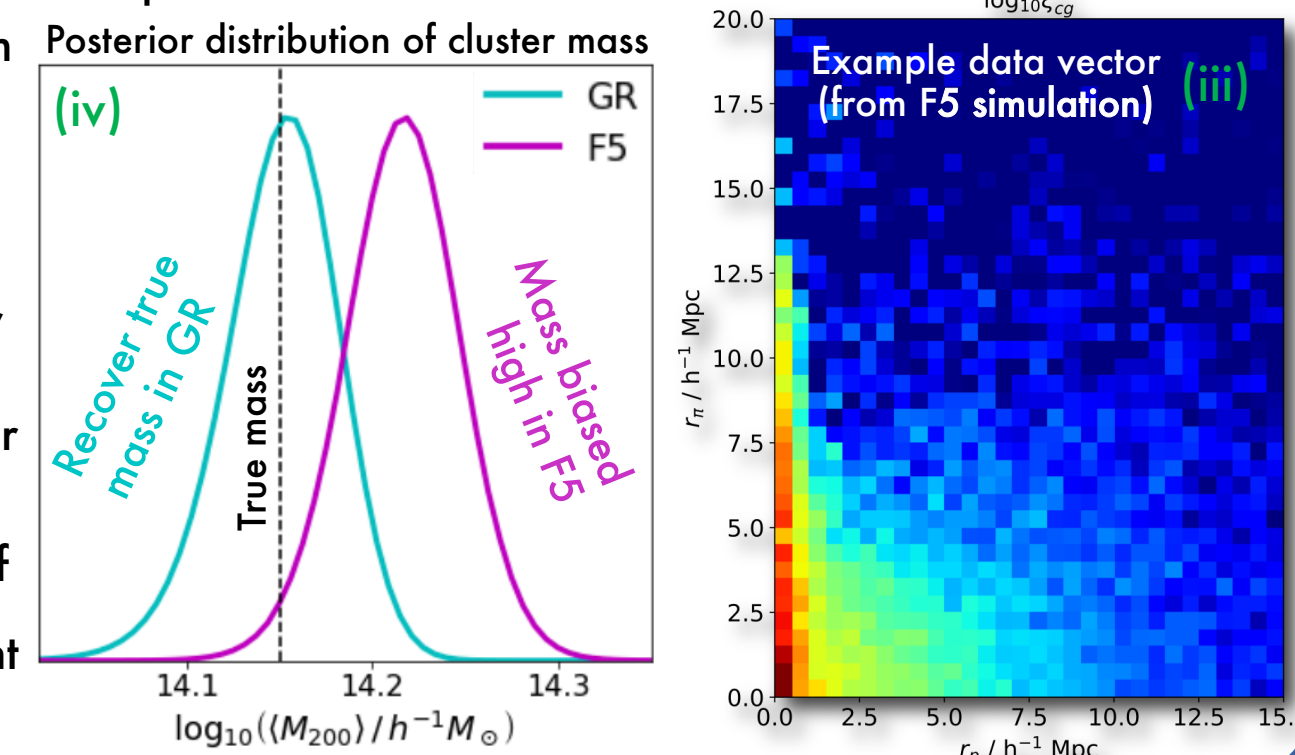 Posterior distribution of cluster mass
(iv)
GR
F5
Recover true
mass in GR
True mass
Mass biased
high in F5
14.1
14.2
14.3
log₁₀(⟨M₂₀₀⟩/h⁻¹M⊙)
log₁₀ζcg
Example data vector
(from F5 simulation)
(iii)
20.0
17.5
15.0
12.5
10.0
7.5
5.0
2.5
0.0
rπ / h⁻¹ Mpc
0.0
2.5
5.0
7.5
10.0
12.5
15.
h⁻¹ Mpc